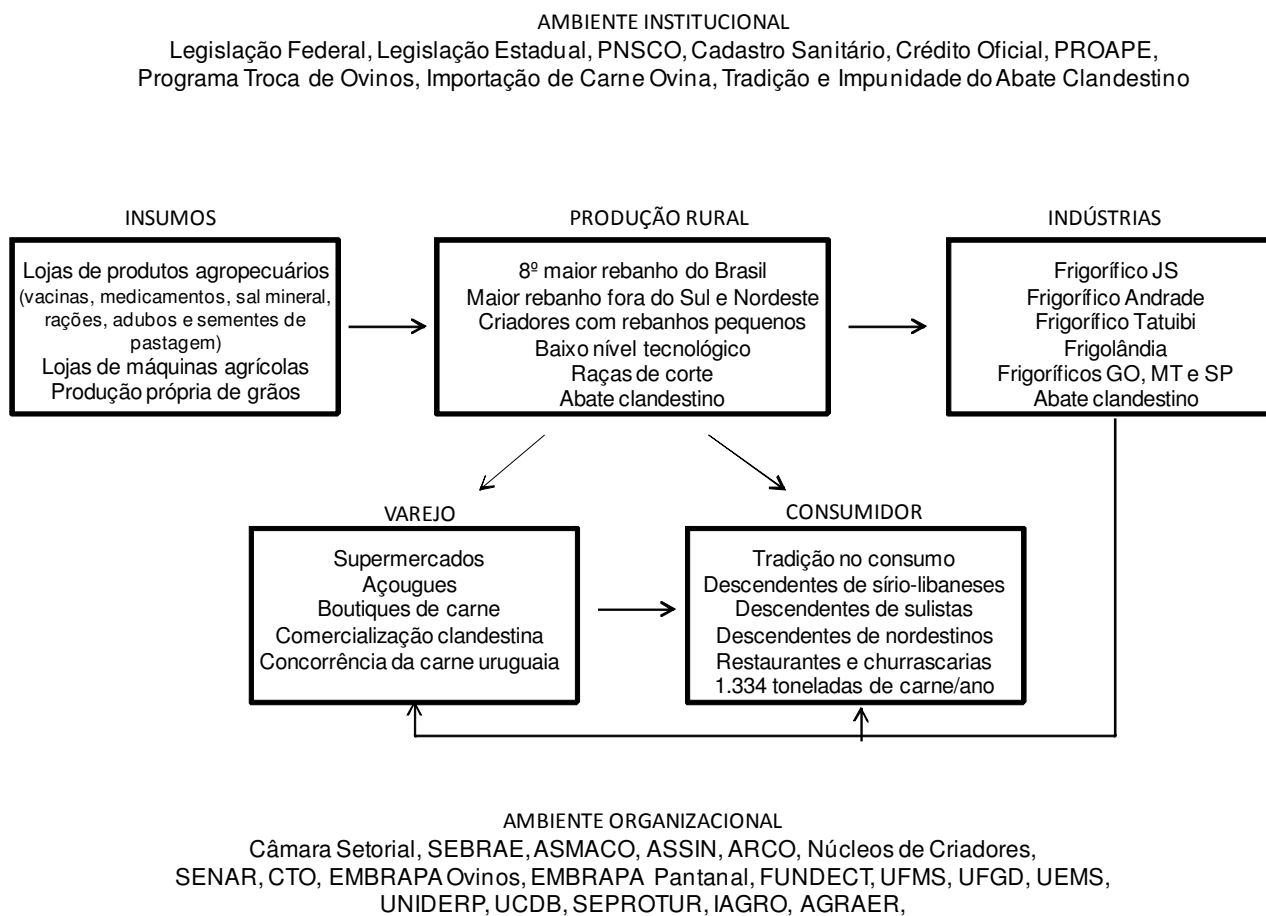 AMBIENTE INSTITUCIONAL
Legislação Federal, Legislação Estadual, PNSCO, Cadastro Sanitário, Crédito Oficial, PROAPE,
Programa Troca de Ovinos, Importação de Carne Ovina, Tradição e Impunidade do Abate Clandestino
INSUMOS
Lojas de produtos agropecuários
(vacinas, medicamentos, sal mineral,
rações, adubos e sementes de
pastagem)
Lojas de máquinas agrícolas
Produção própria de grãos
PRODUÇÃO RURAL
8º maior rebanho do Brasil
Maior rebanho fora do Sul e Nordeste
Criadores com rebanhos pequenos
Baixo nível tecnológico
Raças de corte
Abate clandestino
INDÚSTRIAS
Frigorífico JS
Frigorífico Andrade
Frigorífico Tatuibi
Frigolândia
Frigoríficos GO, MT e SP
Abate clandestino
VAREJO
Supermercados
Açougues
Boutiques de carne
Comercialização clandestina
Concorrência da carne uruguaia
CONSUMIDOR
Tradição no consumo
Descendentes de sírio-libaneses
Descendentes de sulistas
Descendentes de nordestinos
Restaurantes e churrascarias
1.334 toneladas de carne/ano
AMBIENTE ORGANIZACIONAL
Câmara Setorial, SEBRAE, ASMACO, ASSIN, ARCO, Núcleos de Criadores,
SENAR, CTO, EMBRAPA Ovinos, EMBRAPA Pantanal, FUNDECT, UFMS, UFGD, UEMS,
UNIDERP, UCDB, SEPROTUR, IAGRO, AGRAER,